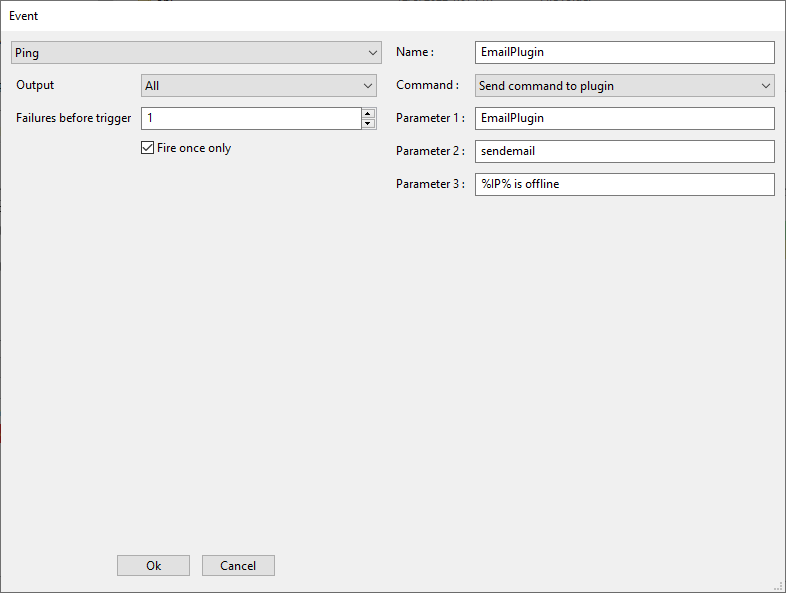 Event
Ping
Name :
EmailPlugin
Output
All
Command :
Send command to plugin
Failures before trigger
1
Parameter 1 :
EmailPlugin
Fire once only
Parameter 2 :
sendemail
Parameter 3 :
%IP% is offline
Ok
Cancel